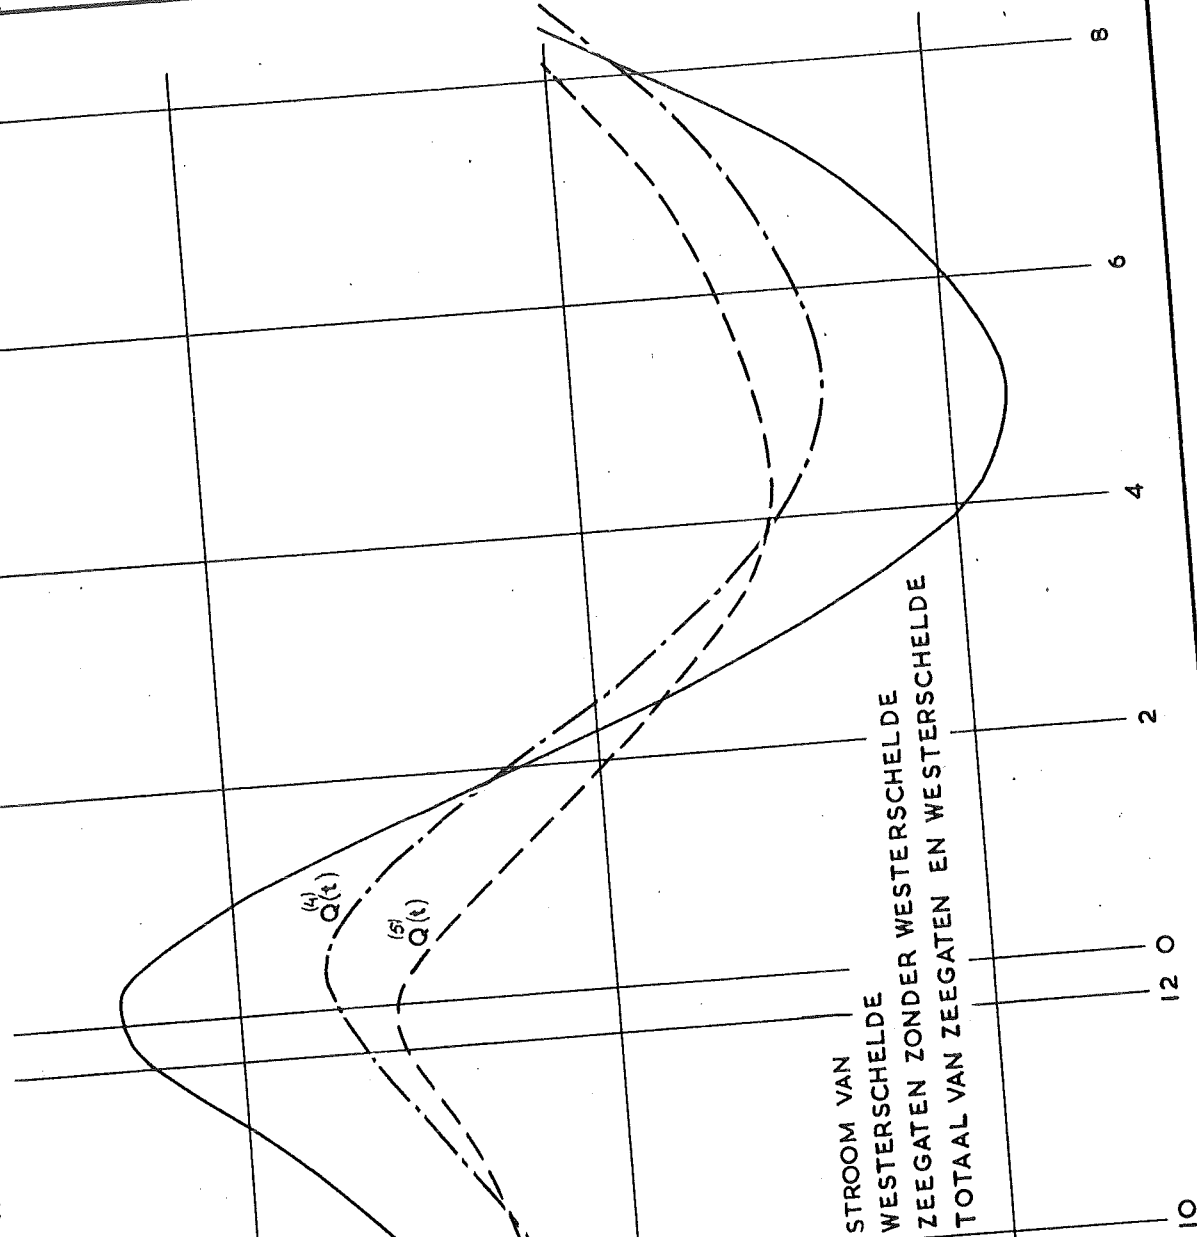 STROOM VAN
WESTERSCHELDE
ZEEGATEN ZONDER WESTERSCHELDE
TOTAAL VAN ZEEGATEN EN WESTERSCHELDE
(4)
Q(t)
(5)
Q(t)
10
12
0
2
4
6
8